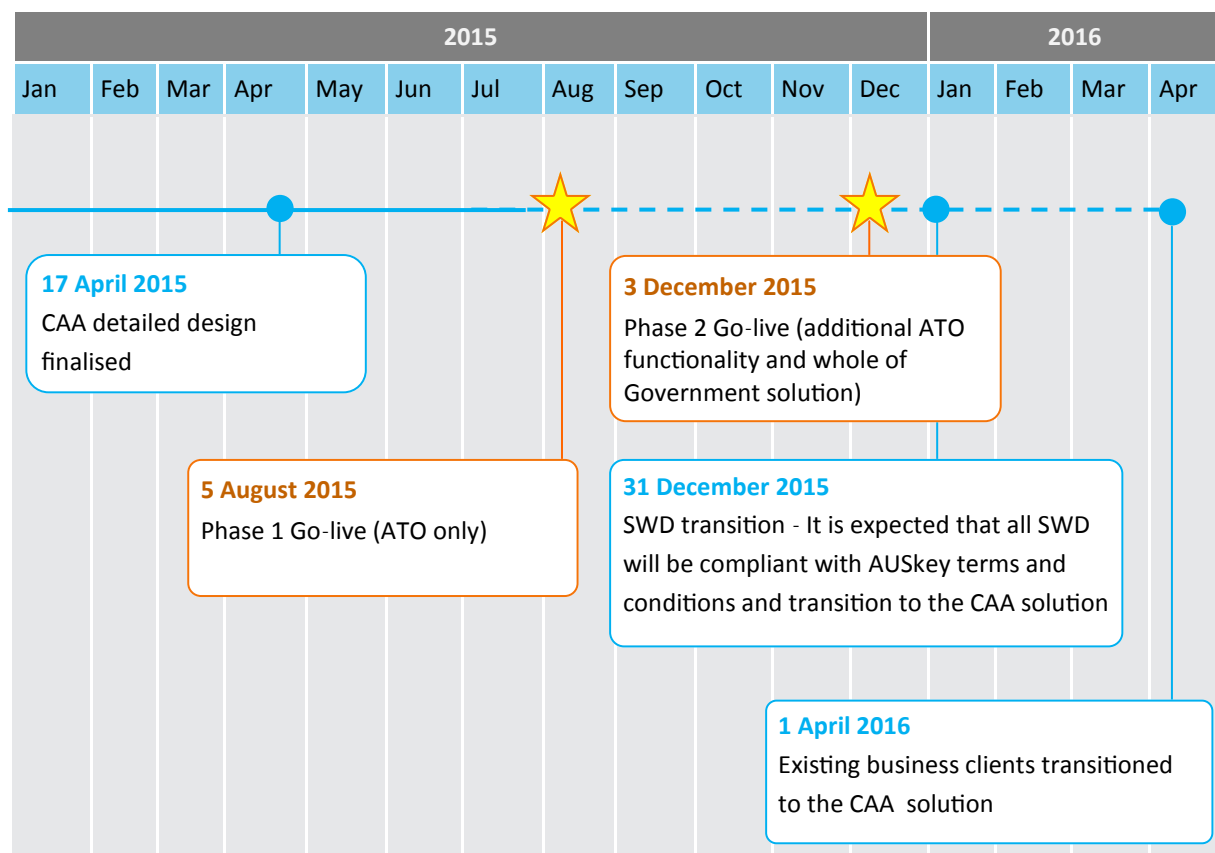 2015 2016
Jan Feb Mar Apr May Jun Jul Aug Sep Oct Nov Dec Jan Feb Mar Apr
17 April 2015
CAA detailed design
finalised
3 December 2015
Phase 2 Go-live (additional ATO
functionality and whole of
Government solution)
5 August 2015
Phase 1 Go-live (ATO only)
31 December 2015
SWD transition - It is expected that all SWD
will be compliant with AUSkey terms and
conditions and transition to the CAA solution
1 April 2016
Existing business clients transitioned
to the CAA solution